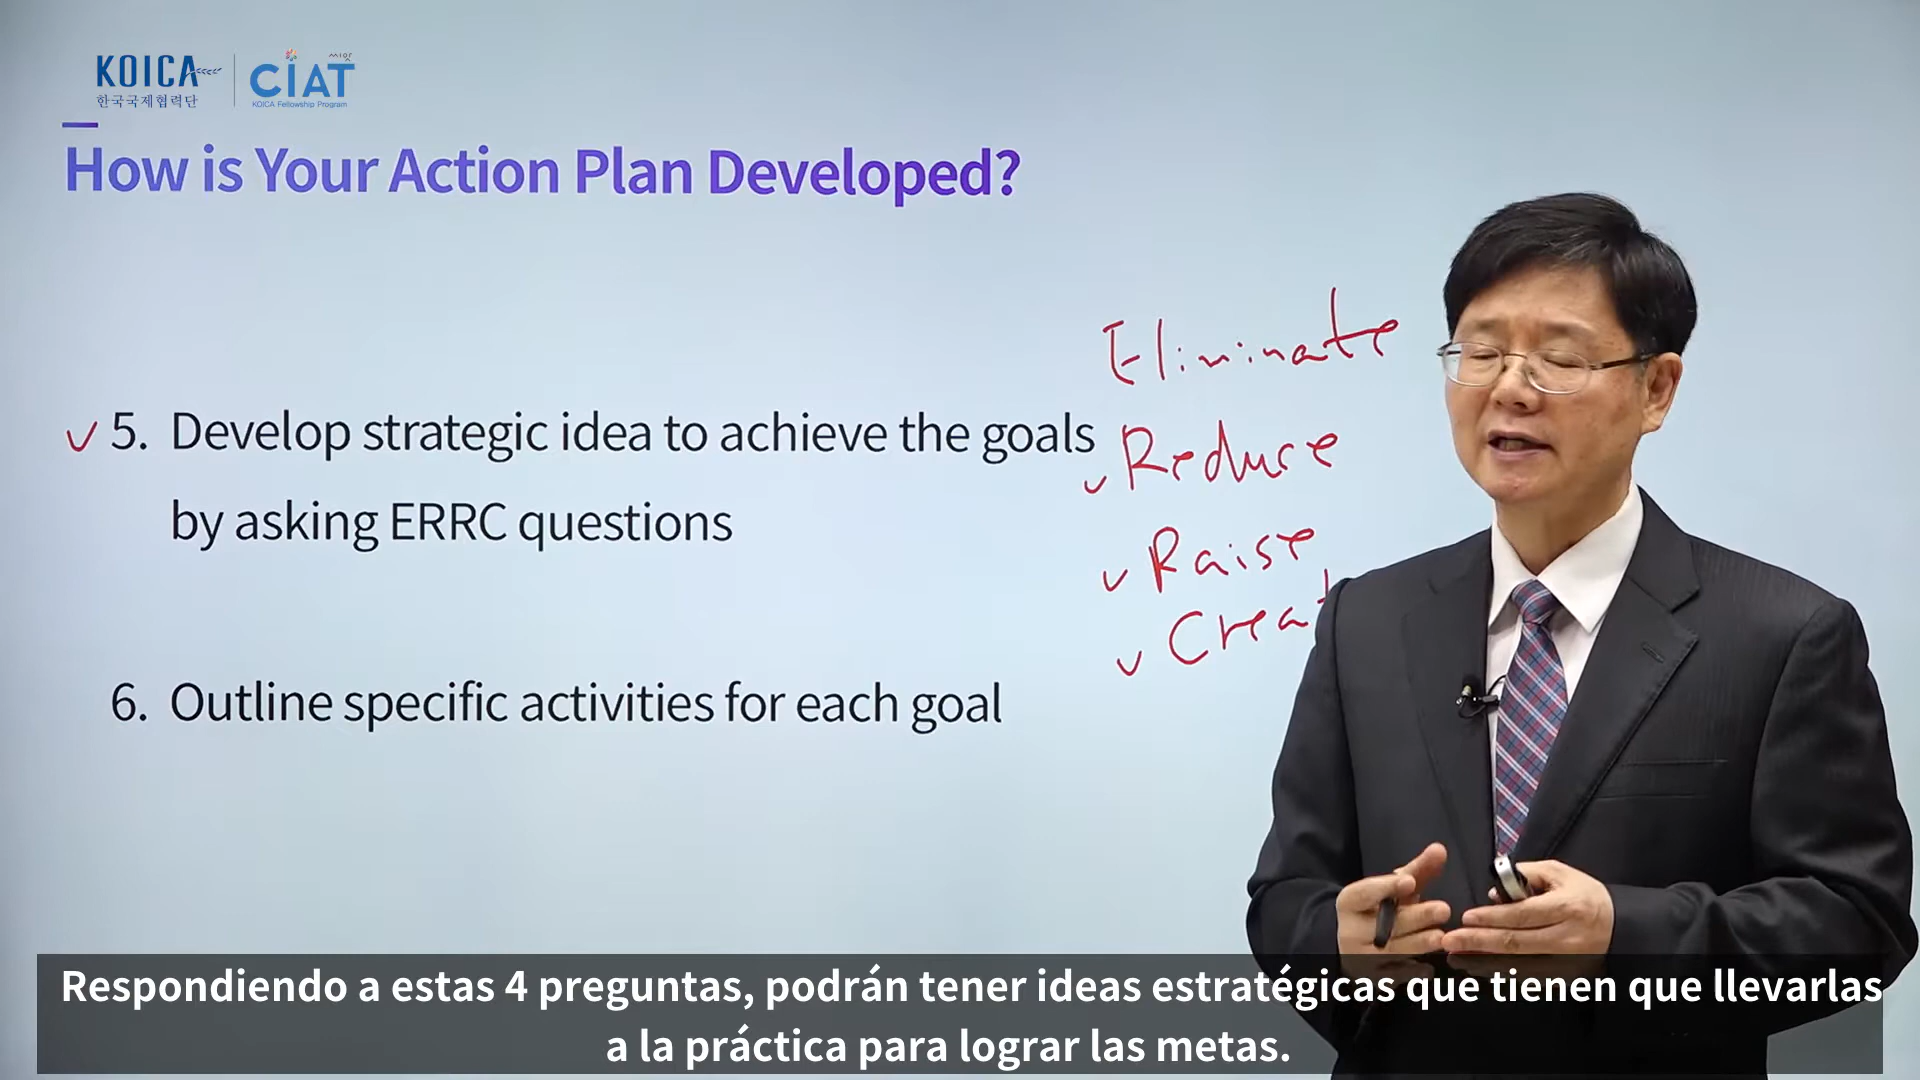 KOICA
한국국제협력단
씨앗
CIAT
KOICA Fellowship Program
How is Your Action Plan Developed?
5. Develop strategic idea to achieve the goals
by asking ERRC questions
6. Outline specific activities for each goal
Eliminate
Reduce
Raise
Creat
Respondiendo a estas 4 preguntas, podrán tener ideas estratégicas que tienen que llevarlas
a la práctica para lograr las metas.